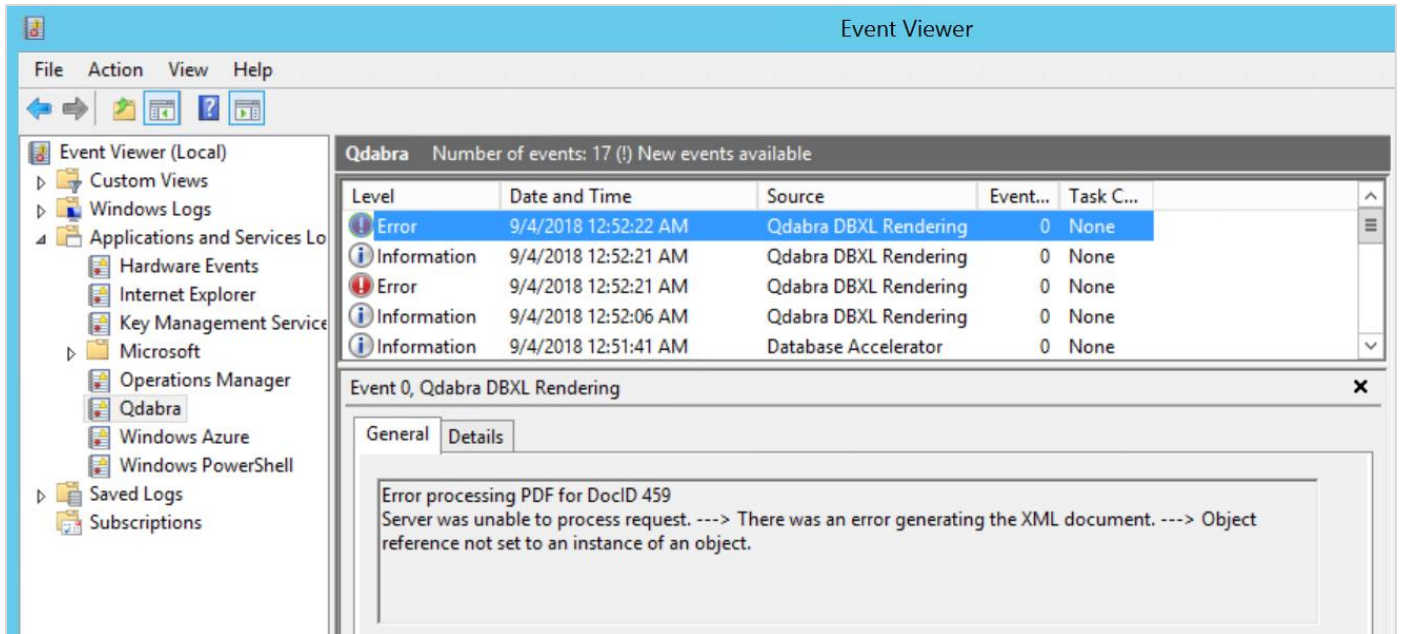 Event Viewer
File Action View Help
Event Viewer (Local)
Custom Views
Windows Logs
Applications and Services Lo
Hardware Events
Internet Explorer
Key Management Service
Microsoft
Operations Manager
Qdabra
Windows Azure
Windows PowerShell
Saved Logs
Subscriptions
Qdabra Number of events: 17 (!) New events available
Level Date and Time Source Event... Task C...
Error 9/4/2018 12:52:22 AM Qdabra DBXL Rendering 0 None
Information 9/4/2018 12:52:21 AM Qdabra DBXL Rendering 0 None
Error 9/4/2018 12:52:21 AM Qdabra DBXL Rendering 0 None
Information 9/4/2018 12:52:06 AM Qdabra DBXL Rendering 0 None
Information 9/4/2018 12:51:41 AM Database Accelerator 0 None
Event 0, Qdabra DBXL Rendering
General Details
Error processing PDF for DocID 459
Server was unable to process request. ---> There was an error generating the XML document. ---> Object
reference not set to an instance of an object.